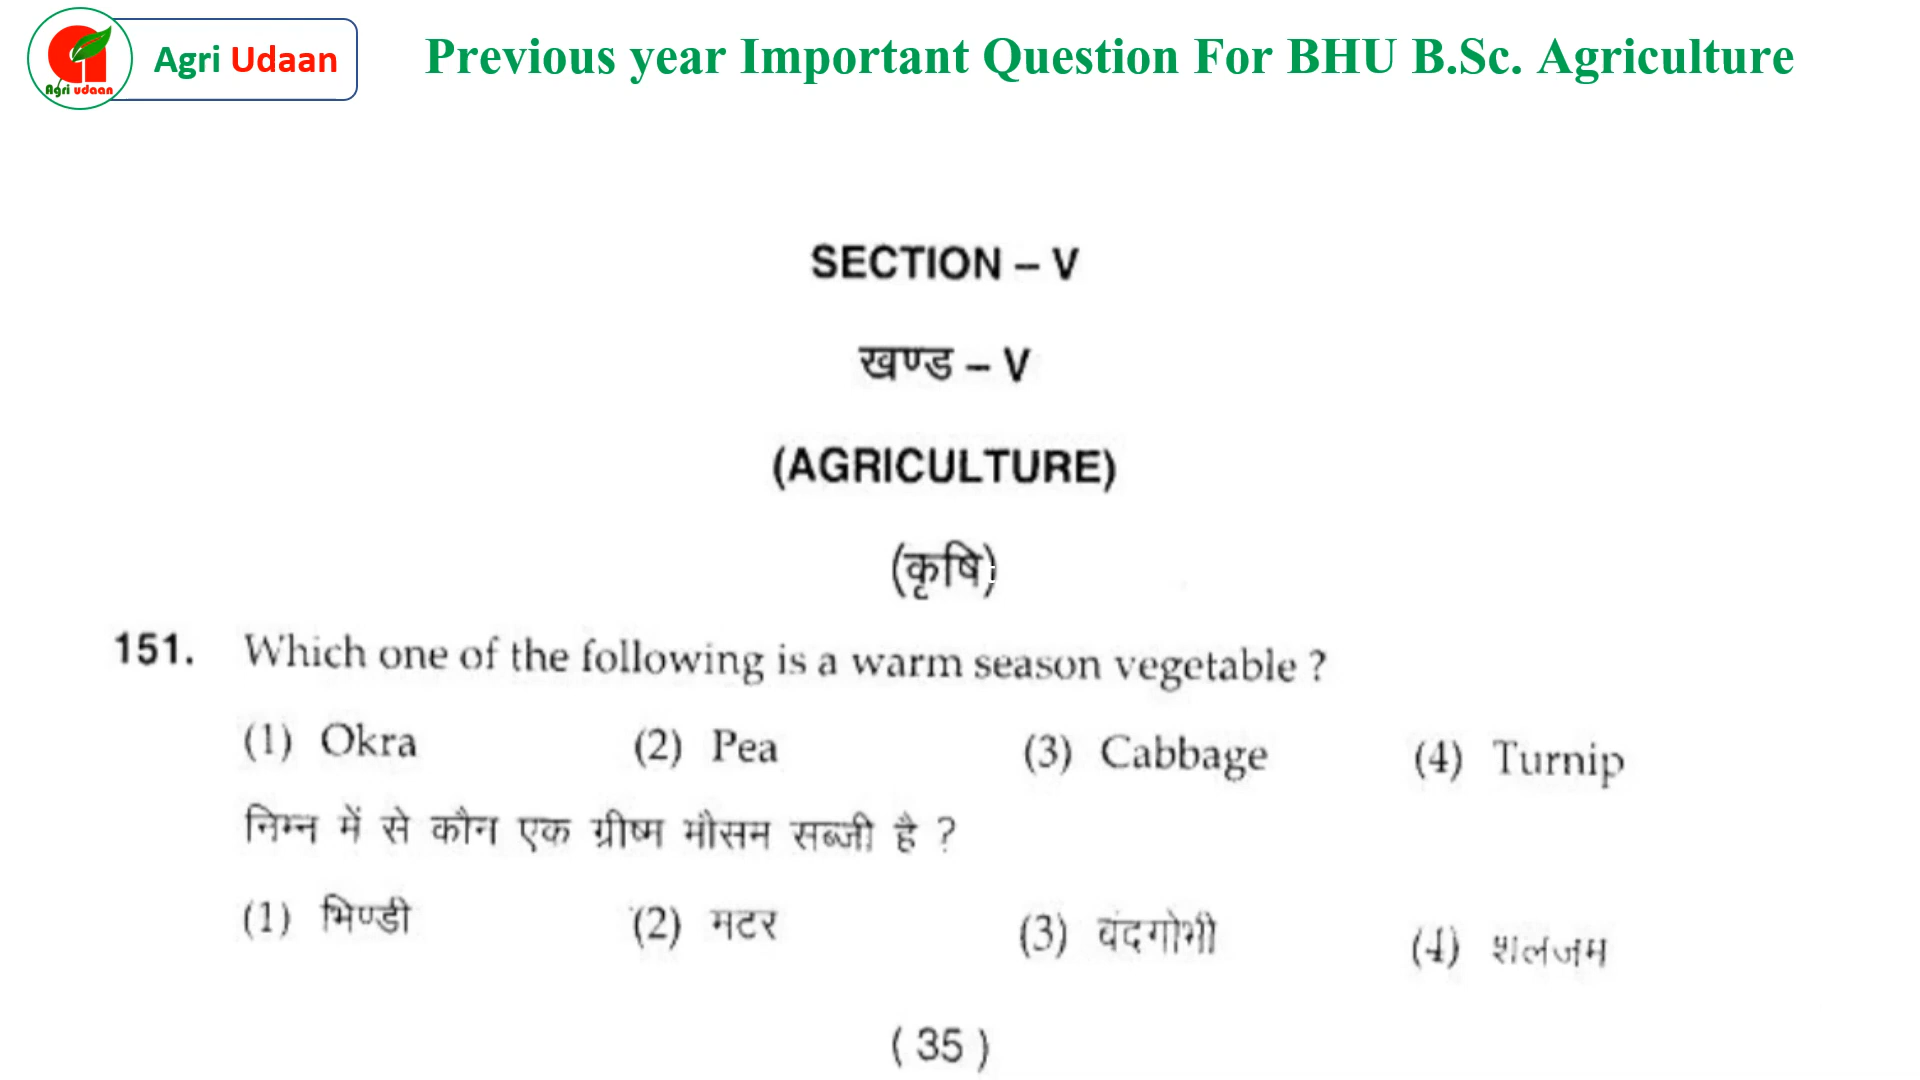 Agri Udaan
Agri udaan
Previous year Important Question For BHU B.Sc. Agriculture
SECTION – V
खण्ड – V
(AGRICULTURE)
(कृषि)
151. Which one of the following is a warm season vegetable ?
(1) Okra (2) Pea (3) Cabbage (4) Turnip
निम्न में से कौन एक ग्रीष्म मौसम सब्जी है ?
(1) भिण्डी (2) मटर (3) बंदगोभी (4) शलजम
( 35 )